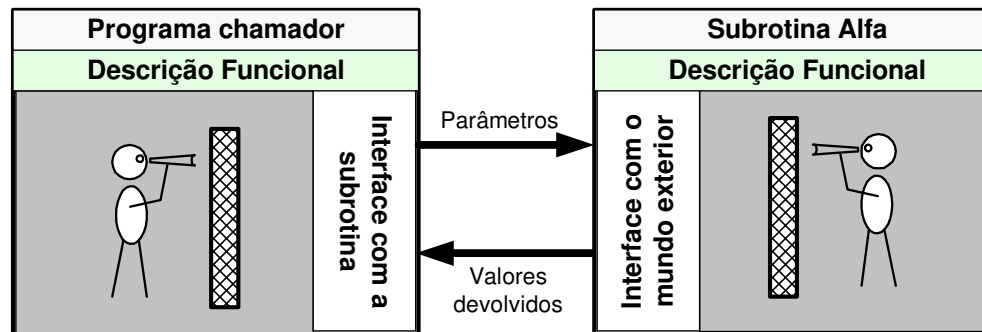 Programa chamador
Descrição Funcional
Interface com a
subrotina
Parâmetros
Valores
devolvidos
Subrotina Alfa
Descrição Funcional
Interface com o
mundo exterior